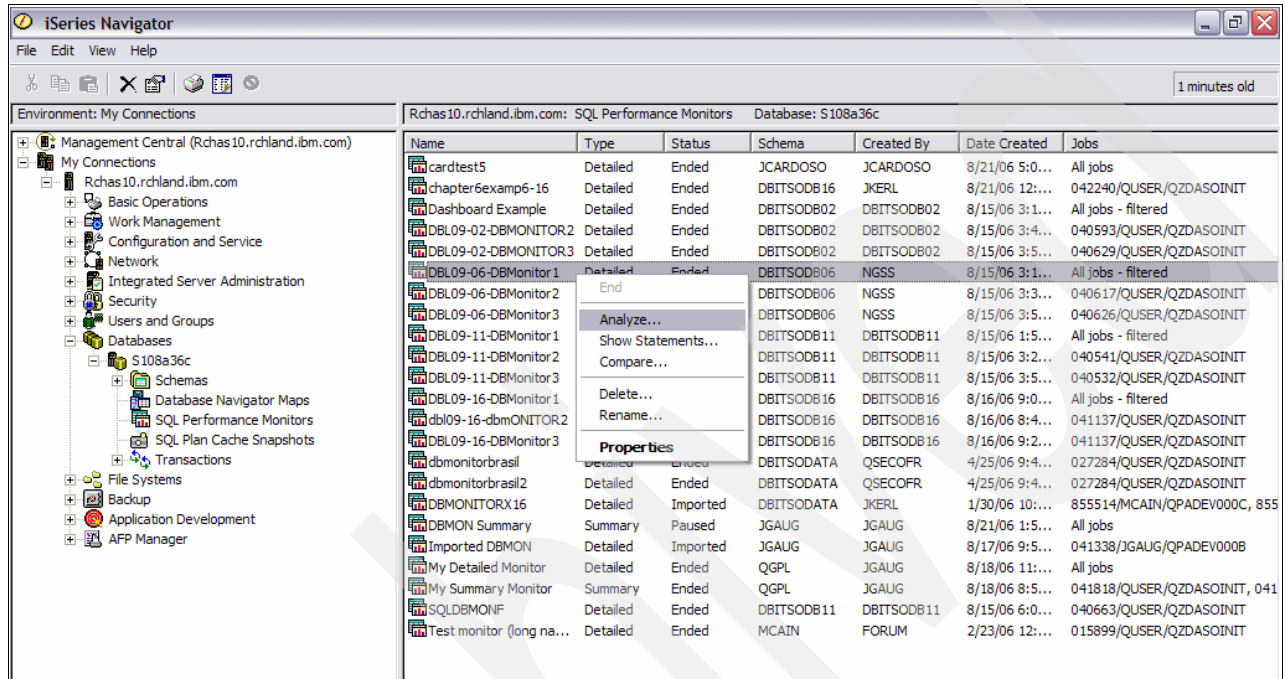 iSeries Navigator
File Edit View Help
1 minutes old
Environment: My Connections
Rchas10.rchland.ibm.com: SQL Performance Monitors Database: S108a36c
Management Central (Rchas10.rchland.ibm.com)
My Connections
Rchas10.rchland.ibm.com
Basic Operations
Work Management
Configuration and Service
Network
Integrated Server Administration
Security
Users and Groups
Databases
S108a36c
Schemas
Database Navigator Maps
SQL Performance Monitors
SQL Plan Cache Snapshots
Transactions
File Systems
Backup
Application Development
AFP Manager
Name Type Status Schema Created By Date Created Jobs
cardtest5 Detailed Ended JCARDOSO JCARDOSO 8/21/06 5:0... All jobs
chapter6examp6-16 Detailed Ended DBITSODB16 JKERL 8/21/06 12:... 042240/QUSER/QZDASOINIT
Dashboard Example Detailed Ended DBITSODB02 DBITSODB02 8/15/06 3:1... All jobs - filtered
DBL09-02-DBMONITOR2 Detailed Ended DBITSODB02 DBITSODB02 8/15/06 3:4... 040593/QUSER/QZDASOINIT
DBL09-02-DBMONITOR3 Detailed Ended DBITSODB02 DBITSODB02 8/15/06 3:5... 040629/QUSER/QZDASOINIT
DBL09-06-DBMonitor1 Detailed Ended DBITSODB06 NGSS 8/15/06 3:1... All jobs - filtered
DBL09-06-DBMonitor2 DBITSODB06 NGSS 8/15/06 3:3... 040617/QUSER/QZDASOINIT
DBL09-06-DBMonitor3 DBITSODB06 NGSS 8/15/06 3:5... 040626/QUSER/QZDASOINIT
DBL09-11-DBMonitor1 DBITSODB11 DBITSODB11 8/15/06 1:5... All jobs - filtered
DBL09-11-DBMonitor2 DBITSODB11 DBITSODB11 8/15/06 3:2... 040541/QUSER/QZDASOINIT
DBL09-11-DBMonitor3 DBITSODB11 DBITSODB11 8/15/06 3:5... 040532/QUSER/QZDASOINIT
DBL09-16-DBMonitor1 DBITSODB16 DBITSODB16 8/16/06 9:0... All jobs - filtered
dbl09-16-dbmONITOR2 DBITSODB16 DBITSODB16 8/16/06 8:4... 041137/QUSER/QZDASOINIT
DBL09-16-DBMonitor3 DBITSODB16 DBITSODB16 8/16/06 9:2... 041137/QUSER/QZDASOINIT
dbmonitorbrasil Detailed Ended DBITSODATA QSECOFR 4/25/06 9:4... 027284/QUSER/QZDASOINIT
dbmonitorbrasil2 Detailed Ended DBITSODATA QSECOFR 4/25/06 9:4... 027284/QUSER/QZDASOINIT
DBMONITORX16 Detailed Imported DBITSODATA JKERL 1/30/06 10:... 855514/MCAIN/QPADEV000C, 855
DBMON Summary Summary Paused JGAUG JGAUG 8/21/06 1:5... All jobs
Imported DBMON Detailed Imported JGAUG JGAUG 8/17/06 9:5... 041338/JGAUG/QPADEV000B
My Detailed Monitor Detailed Ended QGPL JGAUG 8/18/06 11:... All jobs
My Summary Monitor Summary Ended QGPL JGAUG 8/18/06 8:5... 041818/QUSER/QZDASOINIT, 041
SQLDBMONF Detailed Ended DBITSODB11 DBITSODB11 8/15/06 6:0... 040663/QUSER/QZDASOINIT
Test monitor (long na... Detailed Ended MCAIN FORUM 2/23/06 12:... 015899/QUSER/QZDASOINIT
End
Analyze...
Show Statements...
Compare...
Delete...
Rename...
Properties